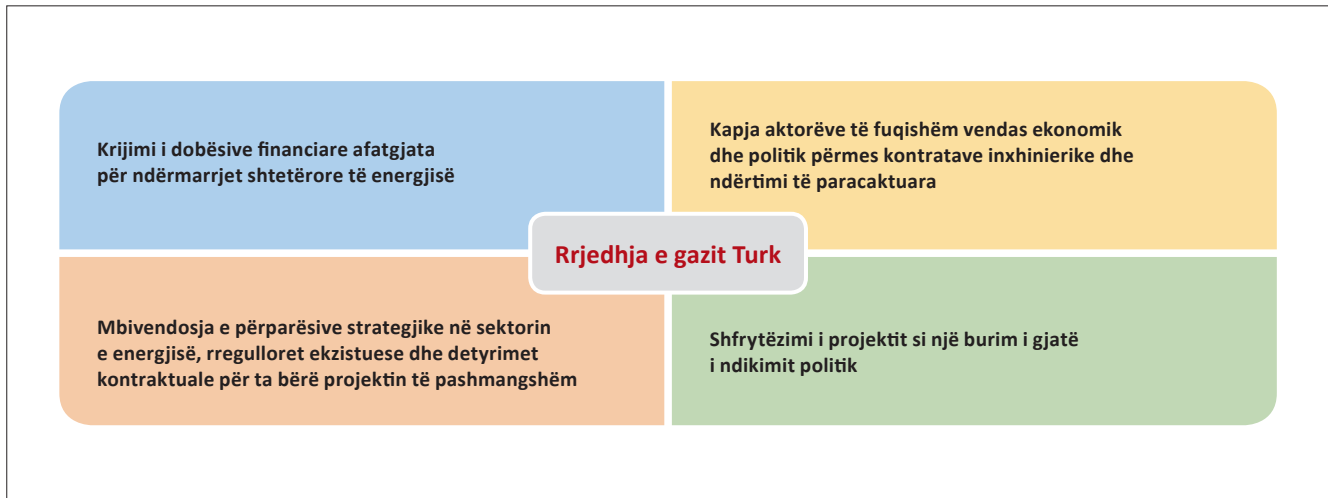 Krijimi i dobësive financiare afatgjata
për ndërmarrjet shtetërore të energjisë
Kapja aktorëve të fuqishëm vendas ekonomik
dhe politik përmes kontratave inxhinierike dhe
ndërtimi të paracaktuara
Rrjedhja e gazit Turk
Mbivendosja e përparësive strategjike në sektorin
e energjisë, rregulloret ekzistuese dhe detyrimet
kontraktuale për ta bërë projektin të pashmangshëm
Shfrytëzimi i projektit si një burim i gjatë
i ndikimit politik